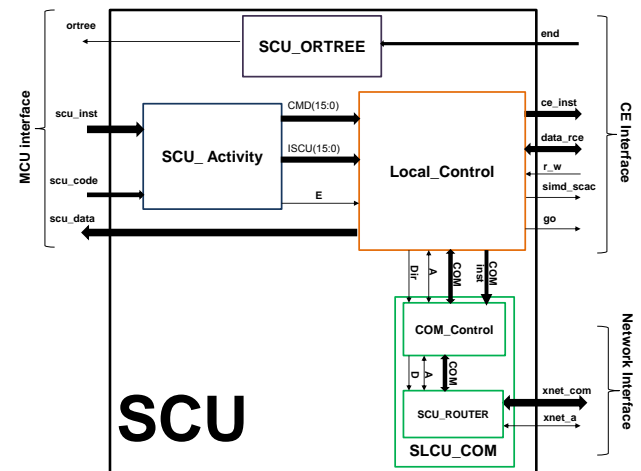 ortree
SCU_ORTREE
end
MCU interface
scu_inst
SCU_ Activity
CMD(15:0)
ISCU(15:0)
E
scu_code
scu_data
Local_Control
ce_inst
data_rce
r_w
simd_scac
go
CE Interface
Dir
A
COM
COM
inst
COM_Control
D
A
COM
SCU_ROUTER
SLCU_COM
xnet_com
xnet_a
Network Interface
SCU